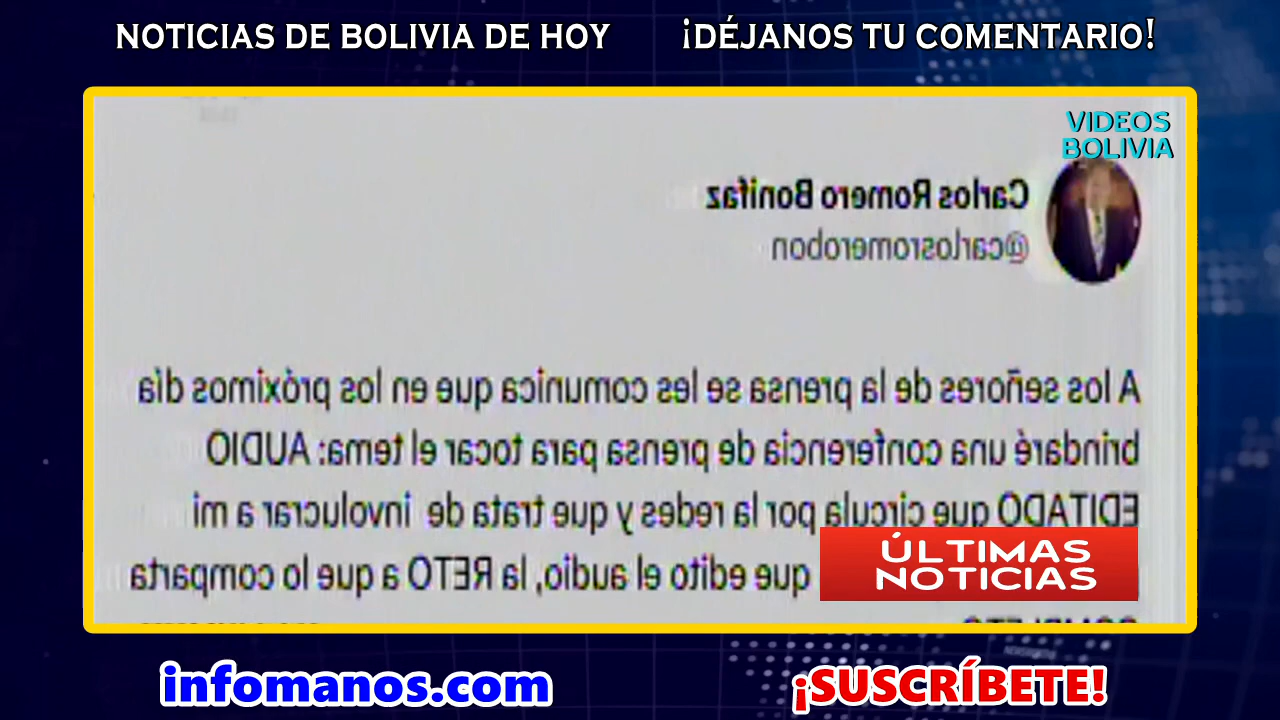 NOTICIAS DE BOLIVIA DE HOY
¡DÉJANOS TU COMENTARIO!
VIDEOS
BOLIVIA
Carlos Romero Bonifaz
@carlosromerobon
A los señores de la prensa se les comunica que en los próximos día
brindaré una conferencia de prensa para tocar el tema: AUDIO
EDITADO que circula por la redes y que trata de involucrar a mi
que edito el audio, la RETO a que lo comparta
ÚLTIMAS
NOTICIAS
infomanos.com
¡SUSCRÍBETE!